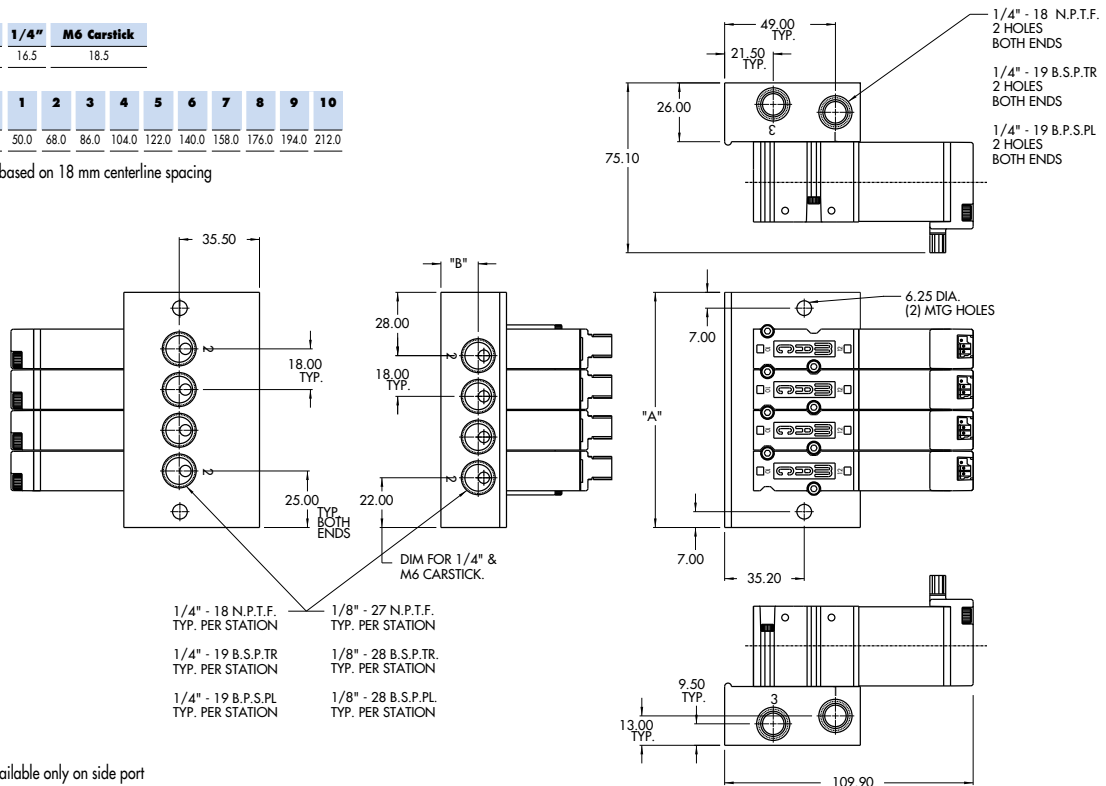 1/4" M6 Carstick
16.5 18.5
1 2 3 4 5 6 7 8 9 10
50.0 68.0 86.0 104.0 122.0 140.0 158.0 176.0 194.0 212.0
based on 18 mm centerline spacing
49.00
TYP.
21.50
TYP.
26.00
75.10
3
1/4" - 18 N.P.T.F.
2 HOLES
BOTH ENDS
1/4" - 19 B.S.P.TR
2 HOLES
BOTH ENDS
1/4" - 19 B.P.S.PL
2 HOLES
BOTH ENDS
35.50
2
18.00
TYP.
2
25.00
TYP.
BOTH
ENDS
"B"
28.00
2
18.00
TYP.
2
22.00
DIM FOR 1/4" &
M6 CARSTICK.
1/4" - 18 N.P.T.F.
TYP. PER STATION
1/4" - 19 B.S.P.TR
TYP. PER STATION
1/4" - 19 B.P.S.PL
TYP. PER STATION
1/8" - 27 N.P.T.F.
TYP. PER STATION
1/8" - 28 B.S.P.TR.
TYP. PER STATION
1/8" - 28 B.S.P.PL.
TYP. PER STATION
6.25 DIA.
(2) MTG HOLES
7.00
"A"
7.00
35.20
9.50
TYP.
13.00
TYP.
3
109.90
ailable only on side port